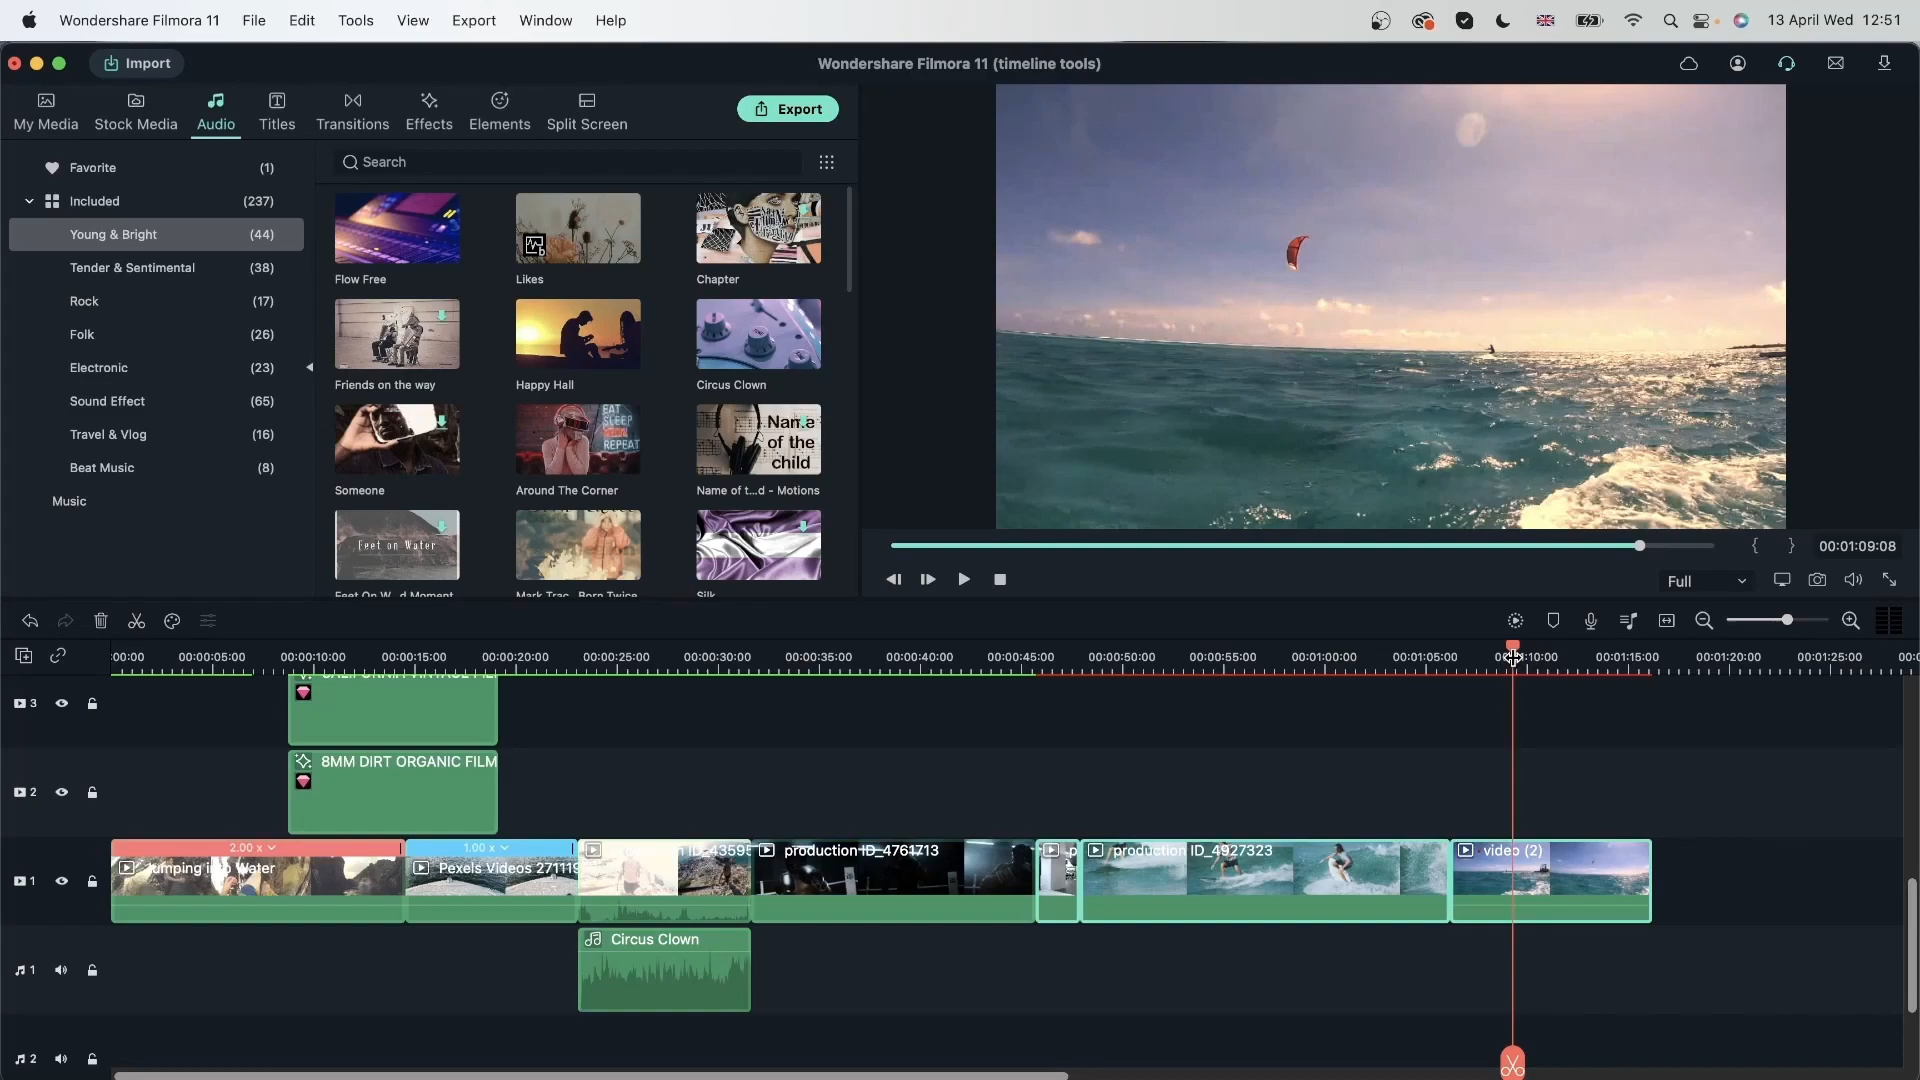 Wondershare Filmora 11 File Edit Tools View Export Window Help 13 April Wed 12:51
Import Wondershare Filmora 11 (timeline tools)
My Media Stock Media Audio Titles Transitions Effects Elements Split Screen Export
Favorite (1)
Included (237)
Young & Bright (44)
Tender & Sentimental (38)
Rock (17)
Folk (26)
Electronic (23)
Sound Effect (65)
Travel & Vlog (16)
Beat Music (8)
Music
Search
Flow Free Likes Chapter
Friends on the way Happy Hall Circus Clown
EAT
SLEEP
REPEAT
Name
of the
child
Someone Around The Corner Name of t...d - Motions
Feet on Water
Feet On W...d Moment Mark Trac...Born Twice Silk
00:01:09:08
Full
:00:00 00:00:05:00 00:00:10:00 00:00:15:00 00:00:20:00 00:00:25:00 00:00:30:00 00:00:35:00 00:00:40:00 00:00:45:00 00:00:50:00 00:00:55:00 00:01:00:00 00:01:05:00 00:01:10:00 00:01:15:00 00:01:20:00 00:01:25:00 00:0
3
2 8MM DIRT ORGANIC FILM
2.00 x 1.00 x
1 Jumping into Water Pexels Videos 271119 n ID_43595 production ID_4761713 p production ID_4927323 video (2)
Circus Clown
1
2